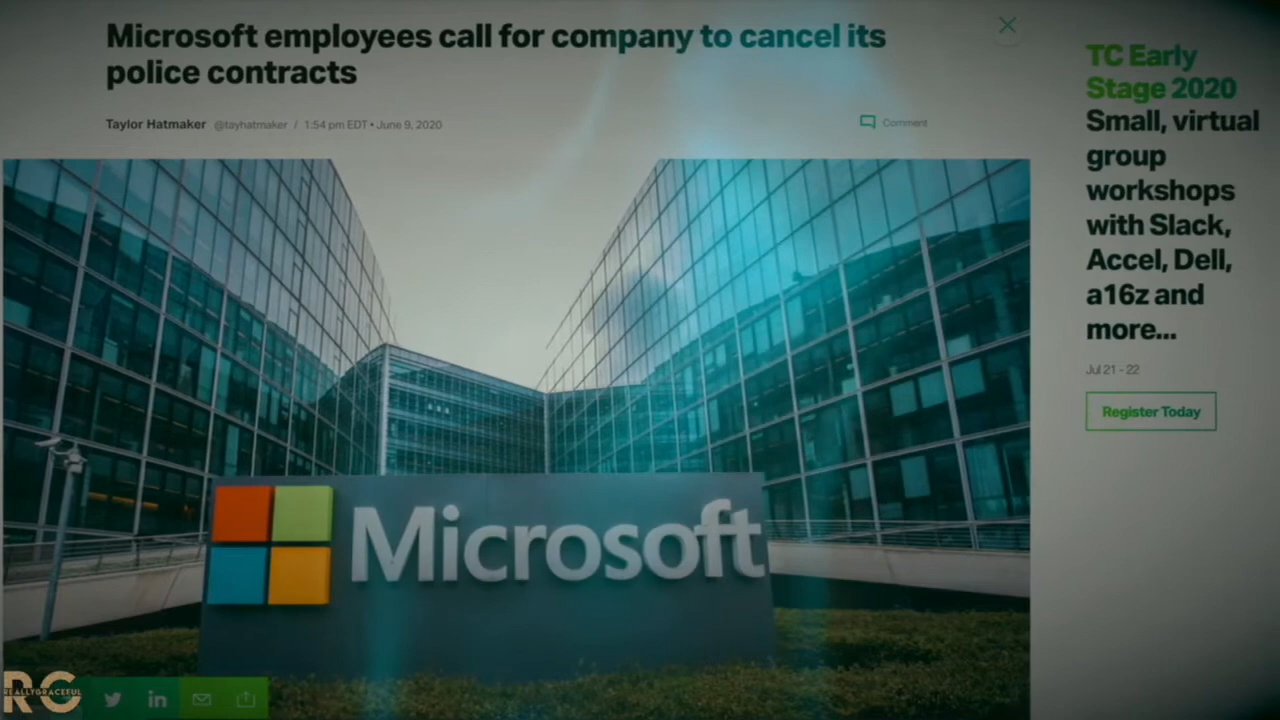 Microsoft employees call for company to cancel its
police contracts
Taylor Hatmaker @tayhatmaker / 1:54 pm EDT • June 9, 2020
Comment
TC Early
Stage 2020
Small, virtual
group
workshops
with Slack,
Accel, Dell,
a16z and
more...
Jul 21 - 22
Register Today
Microsoft
RG
REALLYGRACEFUL